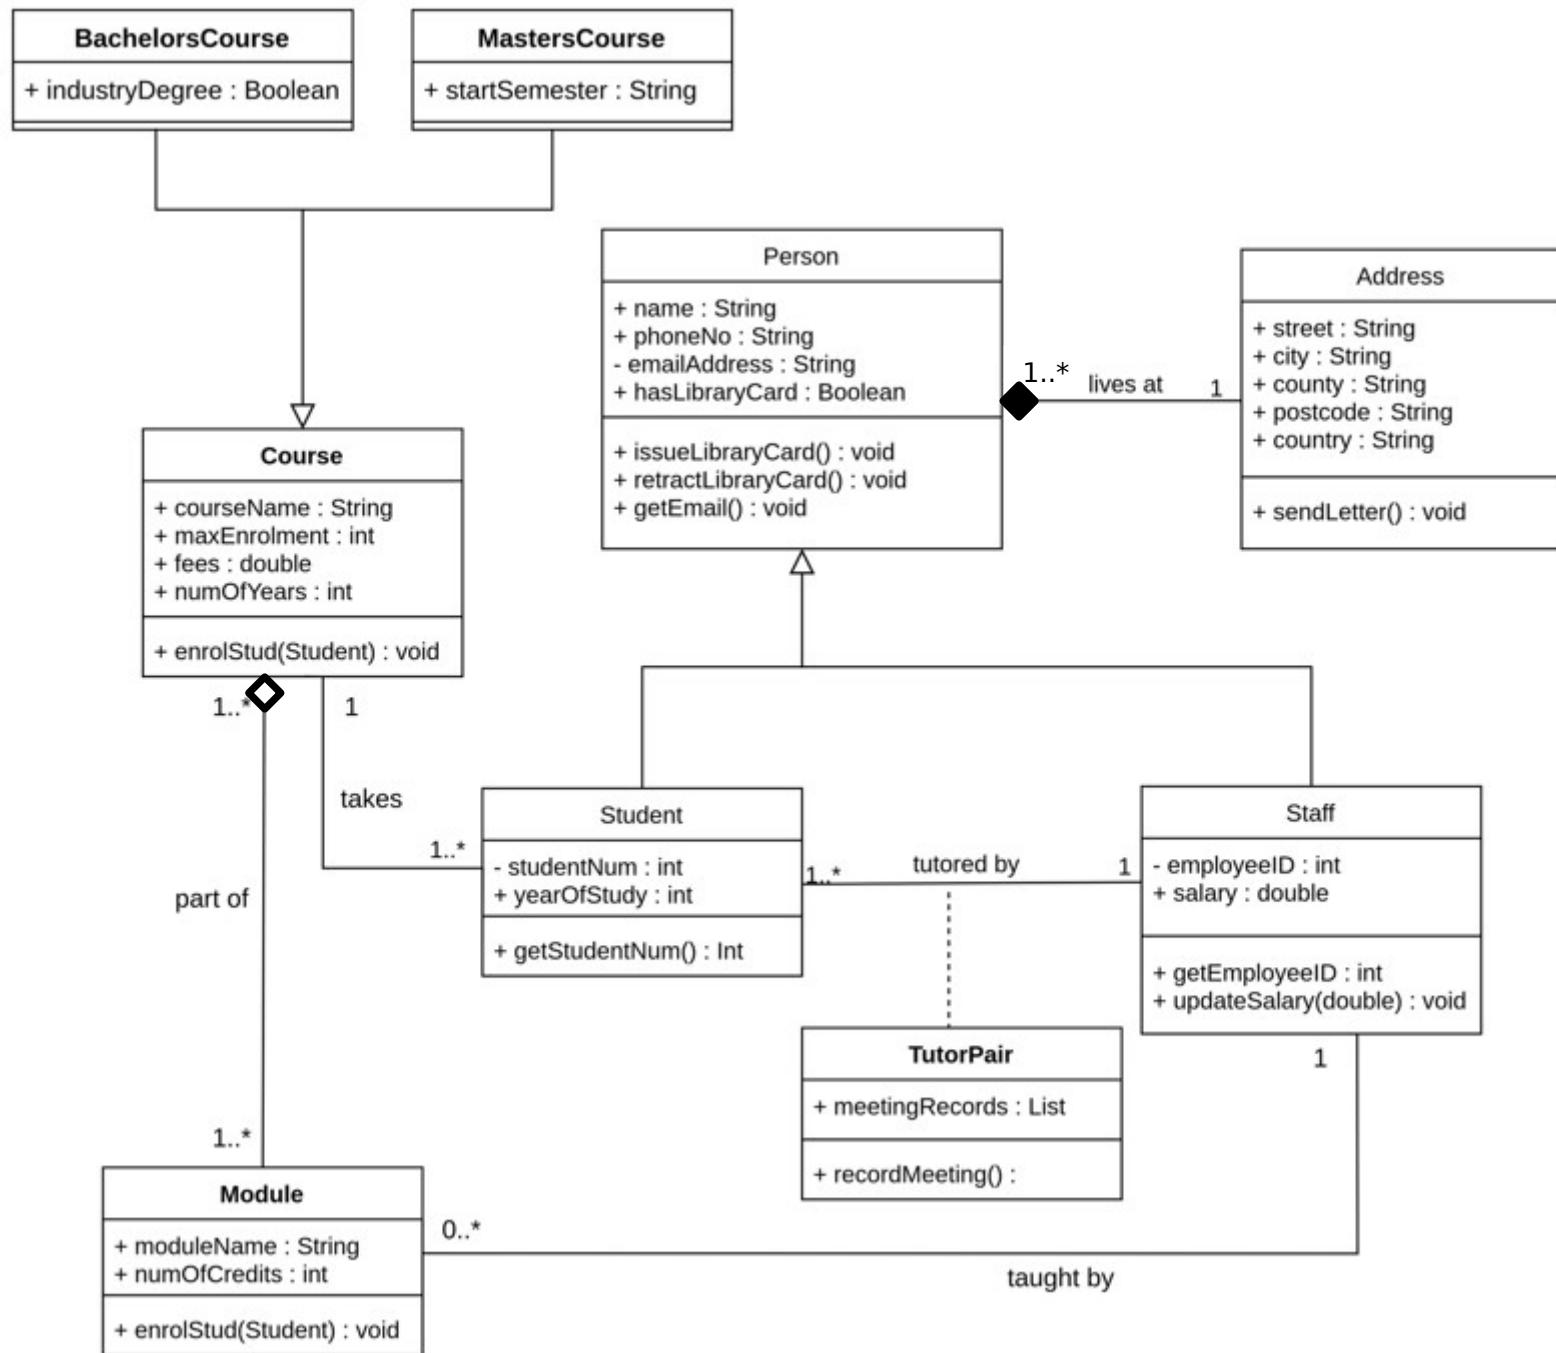 BachelorsCourse
+ industryDegree : Boolean
MastersCourse
+ startSemester : String
Person
+ name : String
+ phoneNo : String
- emailAddress : String
+ hasLibraryCard : Boolean
+ issueLibraryCard() : void
+ retractLibraryCard() : void
+ getEmail() : void
1..*
lives at
1
Address
+ street : String
+ city : String
+ county : String
+ postcode : String
+ country : String
+ sendLetter() : void
Course
+ courseName : String
+ maxEnrolment : int
+ fees : double
+ numOfYears : int
+ enrolStud(Student) : void
1..*
1
takes
1..*
part of
1..*
Student
- studentNum : int
+ yearOfStudy : int
+ getStudentNum() : Int
1..*
tutored by
1
Staff
- employeeID : int
+ salary : double
+ getEmployeeID : int
+ updateSalary(double) : void
1
TutorPair
+ meetingRecords : List
+ recordMeeting() :
Module
+ moduleName : String
+ numOfCredits : int
+ enrolStud(Student) : void
0..*
taught by